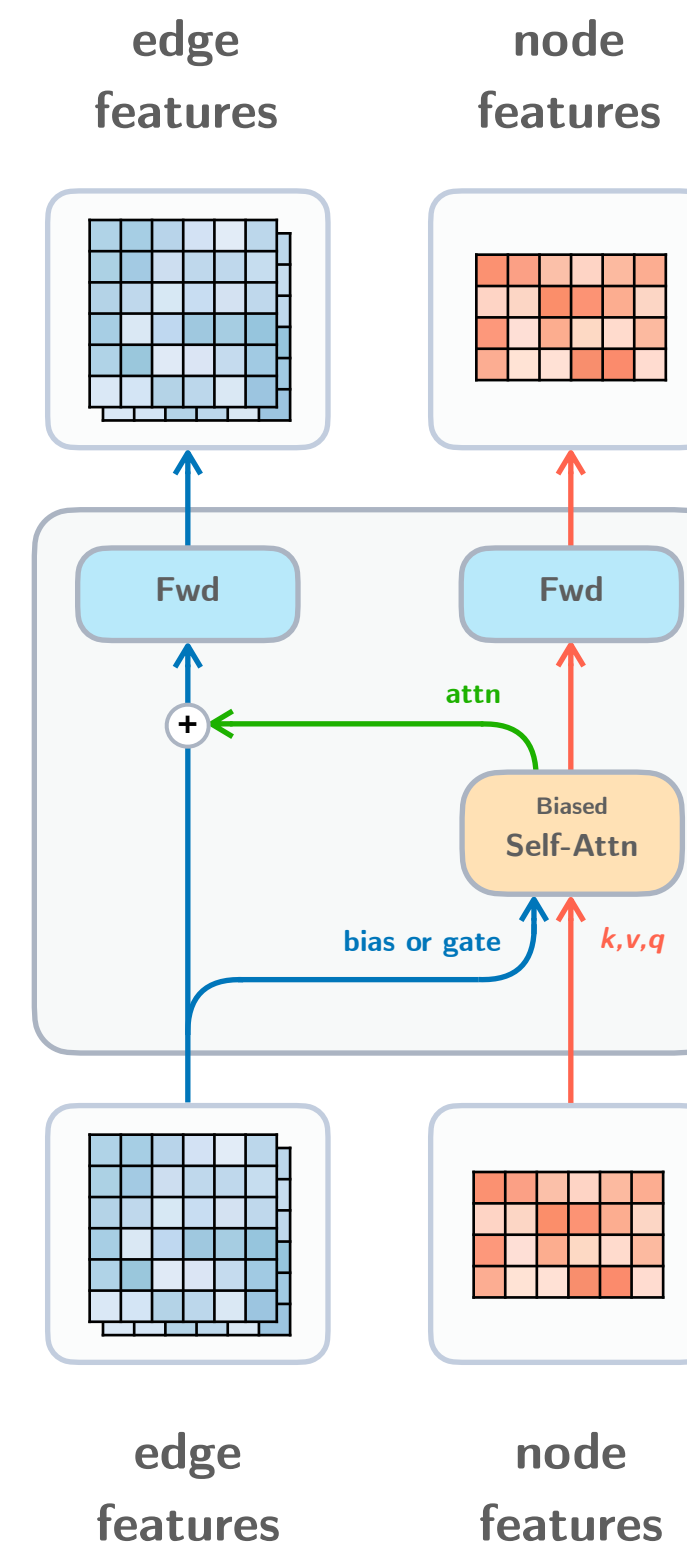 edge
features
node
features
Fwd
Fwd
attn
+
Biased
Self-Attn
bias or gate
k,v,q
edge
features
node
features